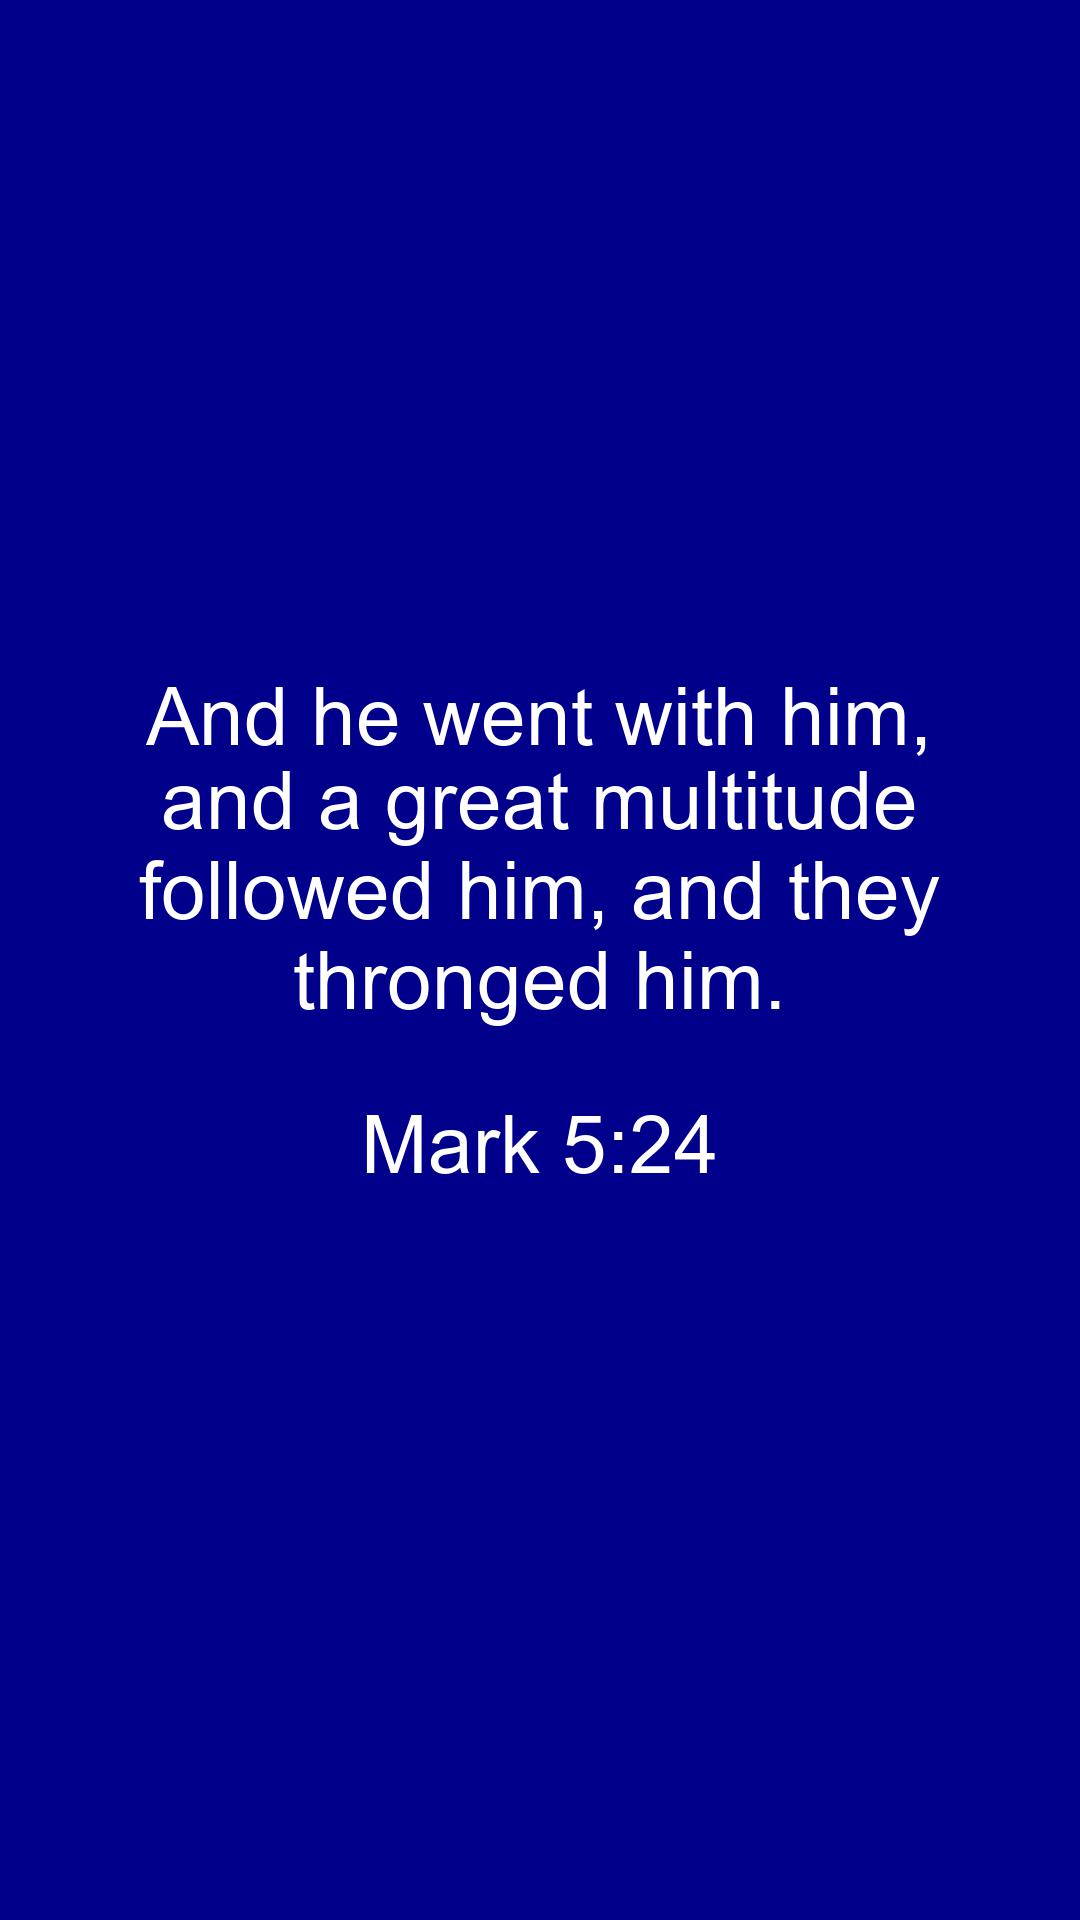 And he went with him,
and a great multitude
followed him, and they
thronged him.
Mark 5:24